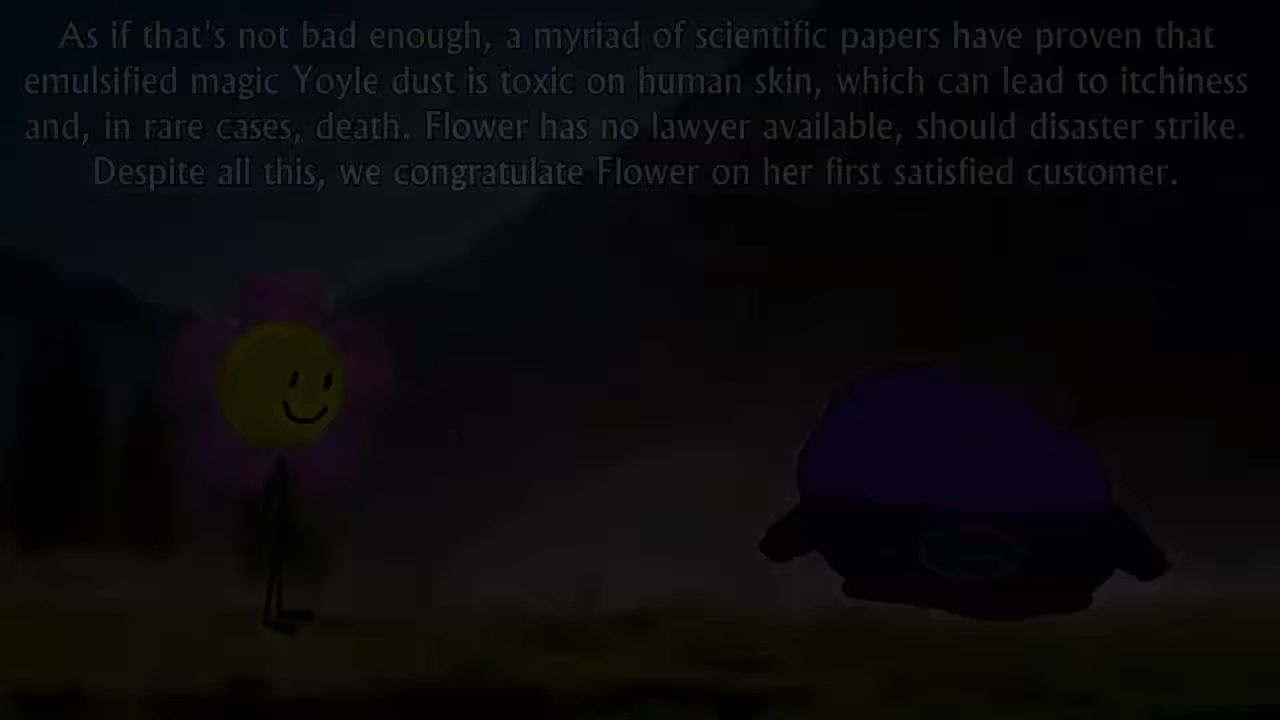 As if that's not bad enough, a myriad of scientific papers have proven that
emulsified magic Yoyle dust is toxic on human skin, which can lead to itchiness
and, in rare cases, death. Flower has no lawyer available, should disaster strike.
Despite all this, we congratulate Flower on her first satisfied customer.